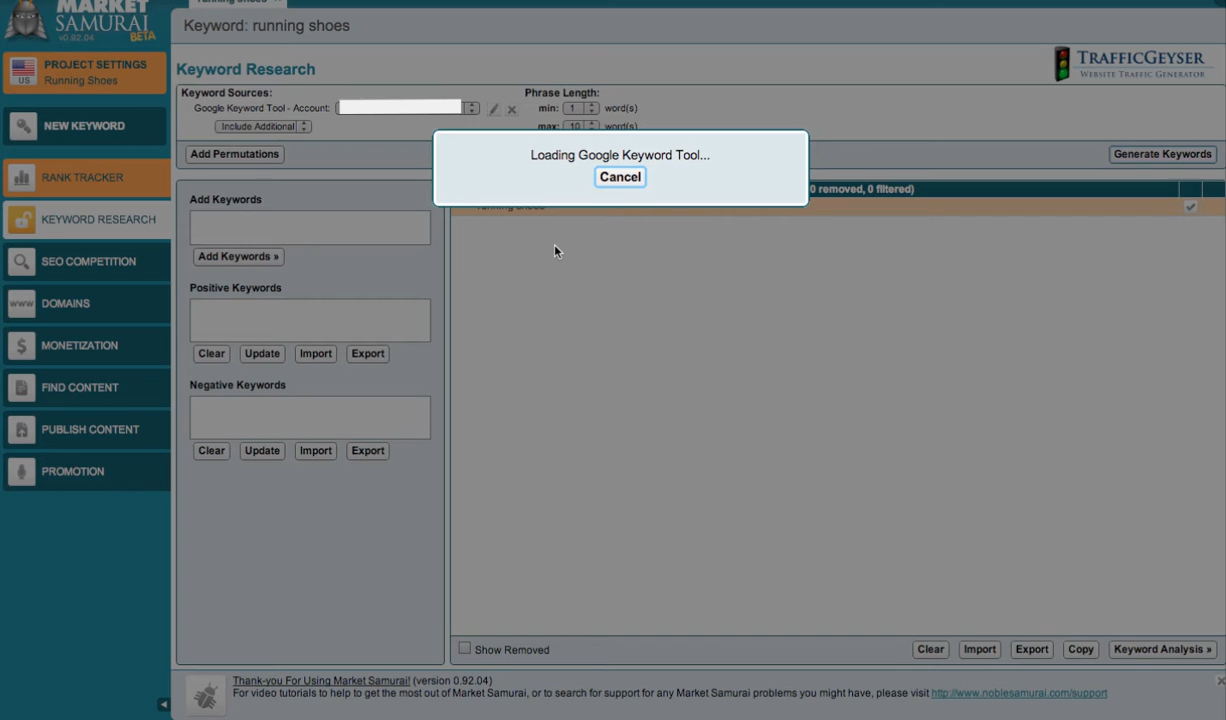 MARKET
SAMURAI
v0.92.04 BETA
running shoes
Keyword: running shoes
PROJECT SETTINGS
US
Running Shoes
Keyword Research
TRAFFICGEYSER
WEBSITE TRAFFIC GENERATOR
Keyword Sources:
Phrase Length:
Google Keyword Tool - Account:
min: 1 word(s)
Include Additional
max: 10 word(s)
NEW KEYWORD
Add Permutations
Loading Google Keyword Tool...
Cancel
Generate Keywords
RANK TRACKER
0 removed, 0 filtered)
Add Keywords
running shoes
KEYWORD RESEARCH
Add Keywords »
SEO COMPETITION
Positive Keywords
www DOMAINS
MONETIZATION
Clear Update Import Export
FIND CONTENT
Negative Keywords
PUBLISH CONTENT
Clear Update Import Export
PROMOTION
Show Removed
Clear Import Export Copy Keyword Analysis »
Thank-you For Using Market Samurai! (version 0.92.04)
For video tutorials to help to get the most out of Market Samurai, or to search for support for any Market Samurai problems you might have, please visit http://www.noblesamurai.com/support